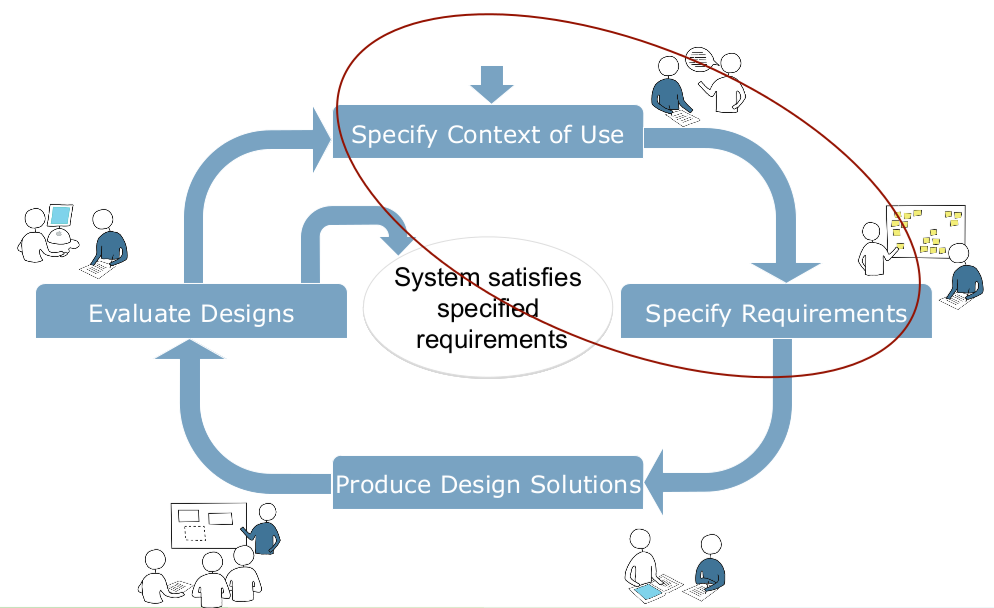 Specify Context of Use
System satisfies
specified
requirements
Evaluate Designs
Specify Requirements
Produce Design Solutions